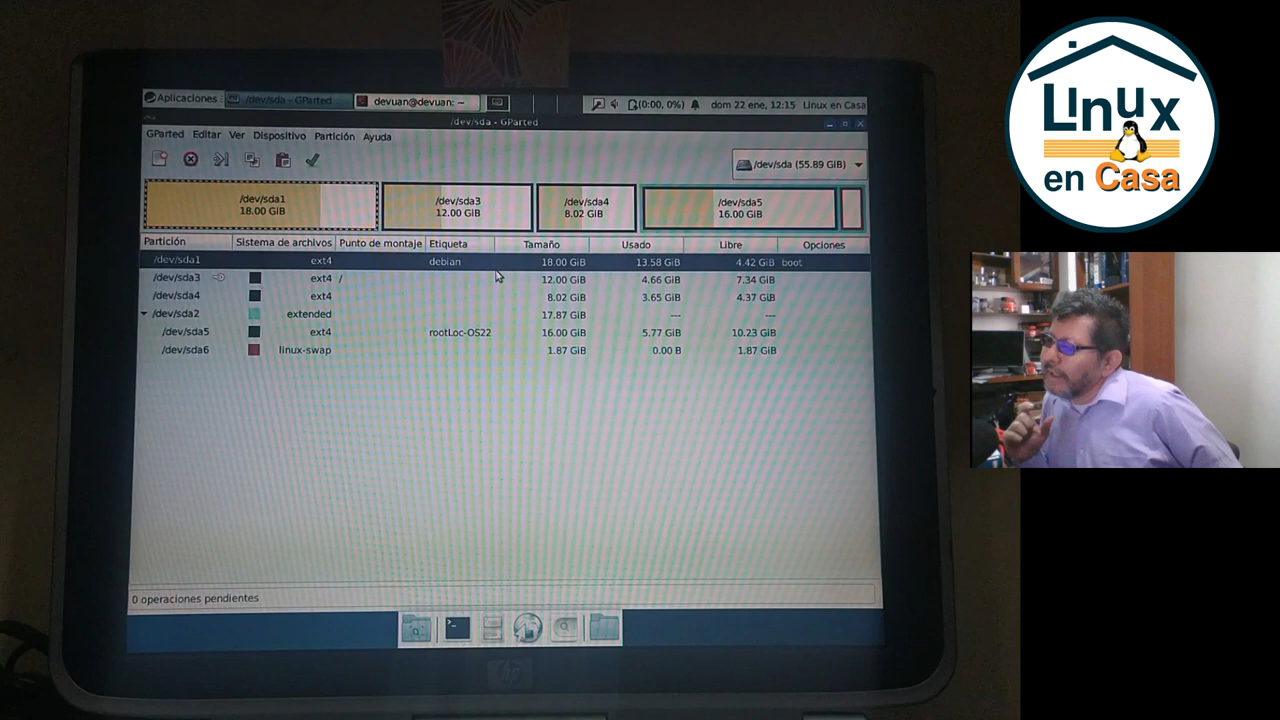 Aplicaciones /dev/sda - GParted devuan@devuan: ~ (0:00, 0%) dom 22 ene, 12:15 Linux en Casa
/dev/sda - GParted
GParted Editar Ver Dispositivo Partición Ayuda
/dev/sda (55.89 GiB)
/dev/sda1 /dev/sda3 /dev/sda4 /dev/sda5
18.00 GiB 12.00 GiB 8.02 GiB 16.00 GiB
Partición Sistema de archivos Punto de montaje Etiqueta Tamaño Usado Libre Opciones
/dev/sda1 ext4 debian 18.00 GiB 13.58 GiB 4.42 GiB boot
/dev/sda3 ext4 / 12.00 GiB 4.66 GiB 7.34 GiB
/dev/sda4 ext4 8.02 GiB 3.65 GiB 4.37 GiB
/dev/sda2 extended 17.87 GiB --- ---
/dev/sda5 ext4 rootLoc-OS22 16.00 GiB 5.77 GiB 10.23 GiB
/dev/sda6 linux-swap 1.87 GiB 0.00 B 1.87 GiB
0 operaciones pendientes
hp
Linux
en Casa